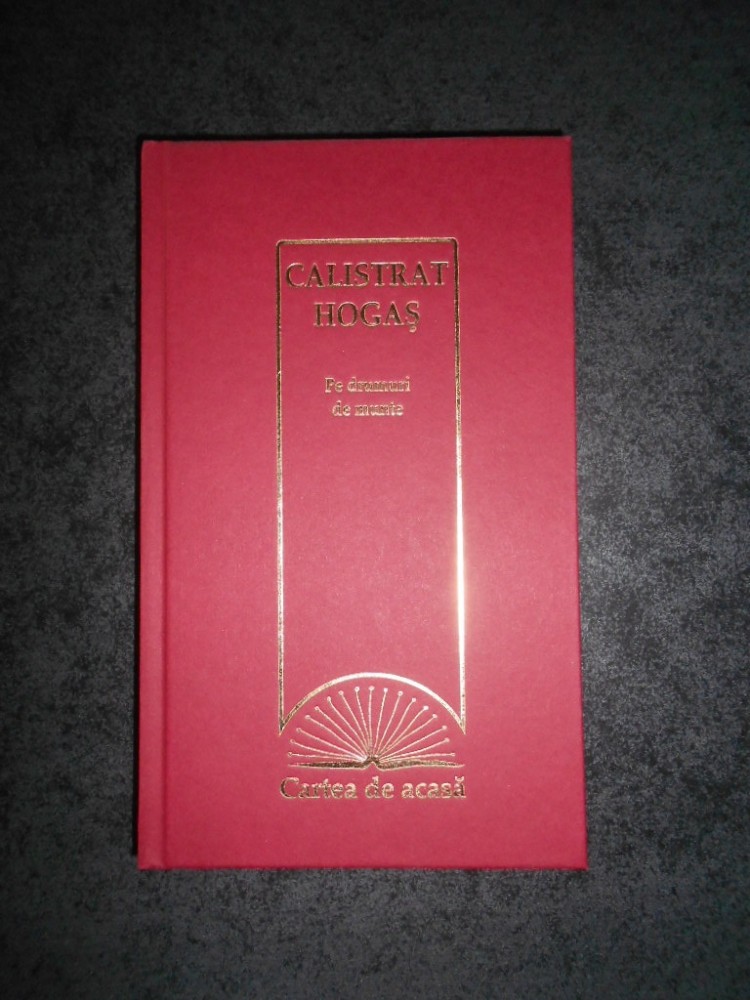 CALISTRAT
HOGAȘ
Pe drumuri
de munte
Cartea de acasă